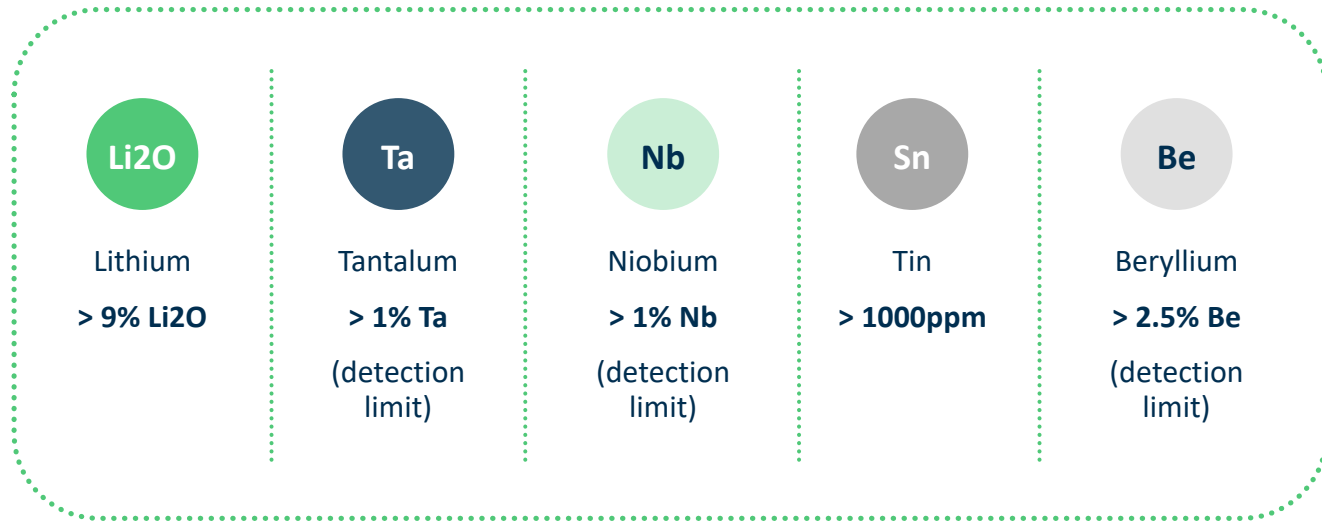 Li2O
Lithium
> 9% Li2O
Ta
Tantalum
> 1% Ta
(detection
limit)
Nb
Niobium
> 1% Nb
(detection
limit)
Sn
Tin
> 1000ppm
Be
Beryllium
> 2.5% Be
(detection
limit)